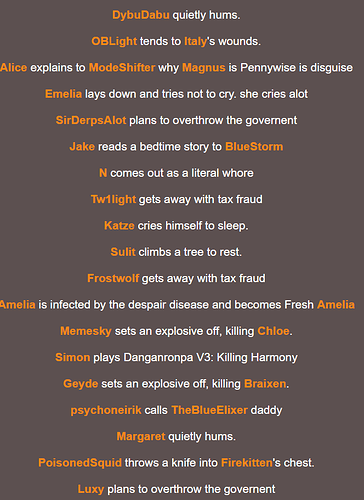 DybuDabu quietly hums.
OBLight tends to Italy's wounds.
Alice explains to ModeShifter why Magnus is Pennywise is disguise
Emelia lays down and tries not to cry. she cries alot
SirDerpsAlot plans to overthrow the governent
Jake reads a bedtime story to BlueStorm
N comes out as a literal whore
Tw1light gets away with tax fraud
Katze cries himself to sleep.
Sulit climbs a tree to rest.
Frostwolf gets away with tax fraud
Amelia is infected by the despair disease and becomes Fresh Amelia
Memesky sets an explosive off, killing Chloe.
Simon plays Danganronpa V3: Killing Harmony
Geyde sets an explosive off, killing Braixen.
psychoneirik calls TheBlueElixer daddy
Margaret quietly hums.
PoisonedSquid throws a knife into Firekitten's chest.
Luxy plans to overthrow the governent